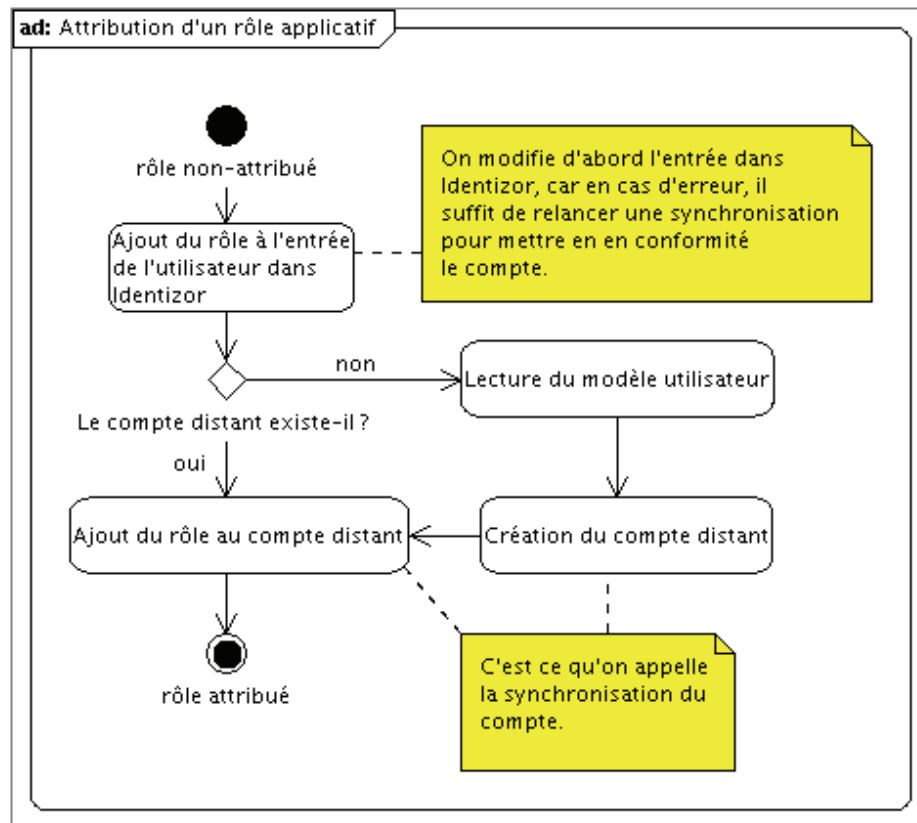 ad: Attribution d'un rôle applicatif
rôle non-attribué
On modifie d'abord l'entrée dans
Identizor, car en cas d'erreur, il
suffit de relancer une synchronisation
pour mettre en en conformité
le compte.
Ajout du rôle à l'entrée
de l'utilisateur dans
Identizor
non
Lecture du modèle utilisateur
Le compte distant existe-il ?
oui
Ajout du rôle au compte distant
Création du compte distant
C'est ce qu'on appelle
la synchronisation du
compte.
rôle attribué